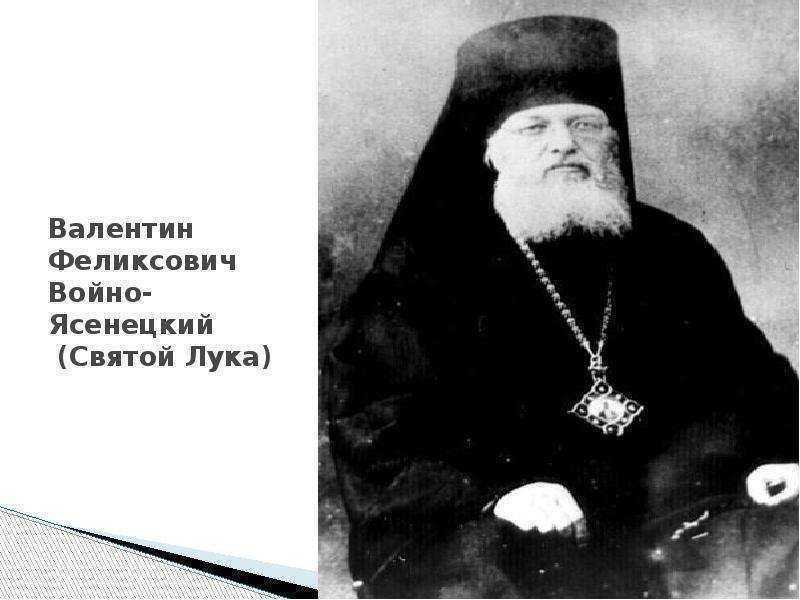 Валентин
Феликсович
Войно-
Ясенецкий
(Святой Лука)